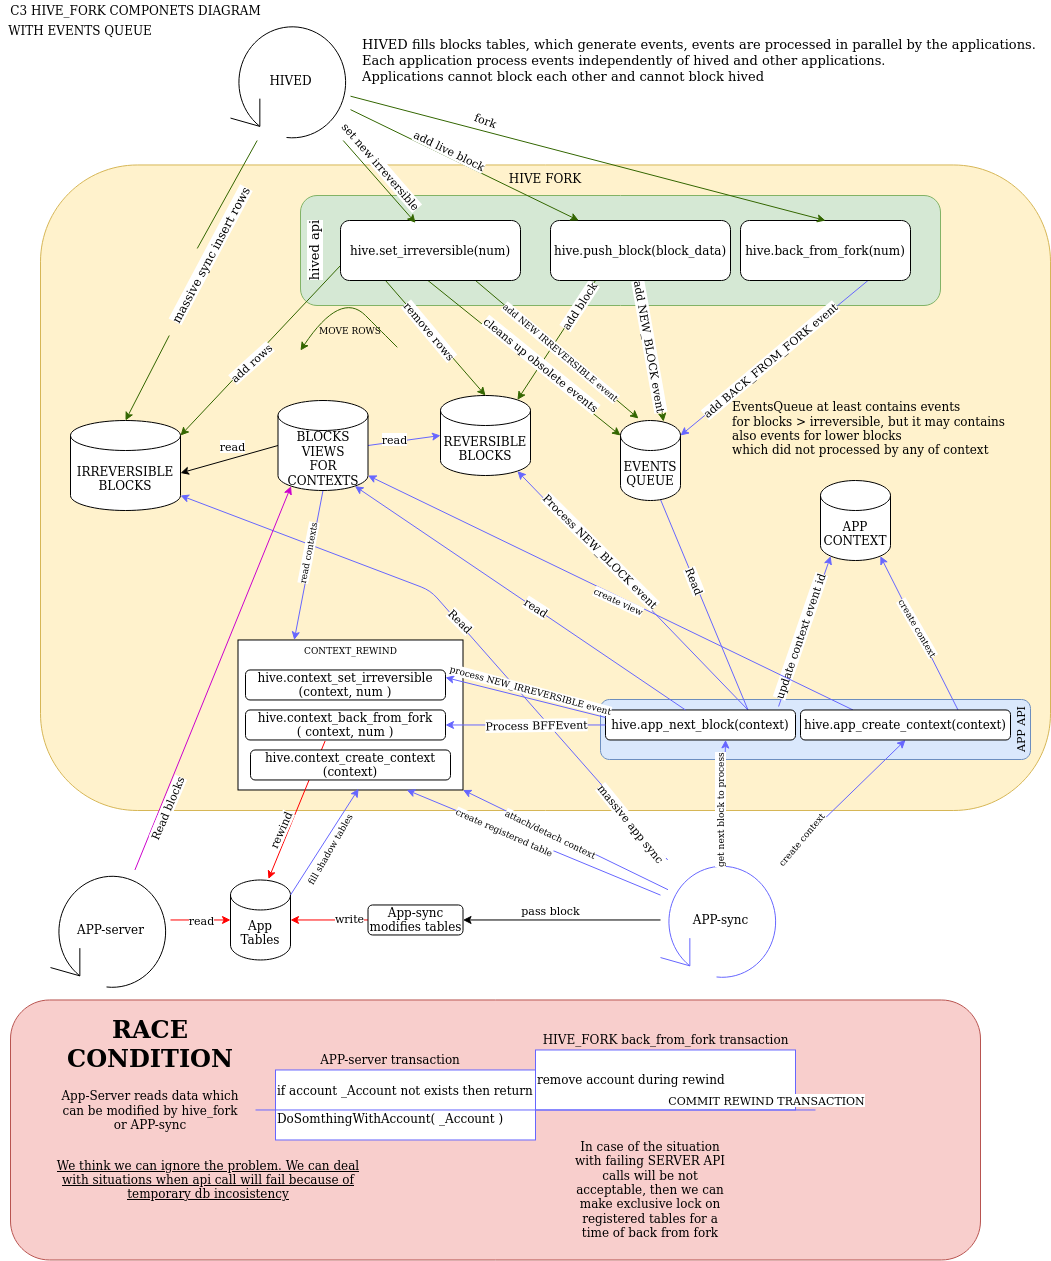 C3 HIVE_FORK COMPONETS DIAGRAM
WITH EVENTS QUEUE
HIVED
HIVED fills blocks tables, which generate events, events are processed in parallel by the applications.
Each application process events independently of hived and other applications.
Applications cannot block each other and cannot block hived
fork
add live block
set new irreversible
massive sync insert rows
HIVE FORK
hived api
hive.set_irreversible(num)
hive.push_block(block_data)
hive.back_from_fork(num)
MOVE ROWS
add rows
remove rows
cleans up obsolete events
add NEW IRREVERSIBLE event
add block
add NEW_BLOCK event
add BACK_FROM_FORK event
EventsQueue at least contains events
for blocks > irreversible, but it may contains
also events for lower blocks
which did not processed by any of context
IRREVERSIBLE
BLOCKS
read
BLOCKS
VIEWS
FOR
CONTEXTS
read
REVERSIBLE
BLOCKS
EVENTS
QUEUE
APP
CONTEXT
read contexts
Process NEW_BLOCK event
create view
Read
read
Read
update context event id
create context
CONTEXT_REWIND
hive.context_set_irreversible
(context, num )
hive.context_back_from_fork
( context, num )
hive.context_create_context
(context)
process NEW_IRREVERSIBLE event
Process BFFEvent
hive.app_next_block(context)
hive.app_create_context(context)
APP API
Read blocks
rewind
fill shadow tables
create registered table
attach/detach context
massive app sync
get next block to process
create context
APP-server
read
App
Tables
write
App-sync
modifies tables
pass block
APP-sync
RACE
CONDITION
App-Server reads data which
can be modified by hive_fork
or APP-sync
We think we can ignore the problem. We can deal
with situations when api call will fail because of
temporary db incosistency
APP-server transaction
if account _Account not exists then return
DoSomthingWithAccount( _Account )
HIVE_FORK back_from_fork transaction
remove account during rewind
COMMIT REWIND TRANSACTION
In case of the situation
with failing SERVER API
calls will be not
acceptable, then we can
make exclusive lock on
registered tables for a
time of back from fork